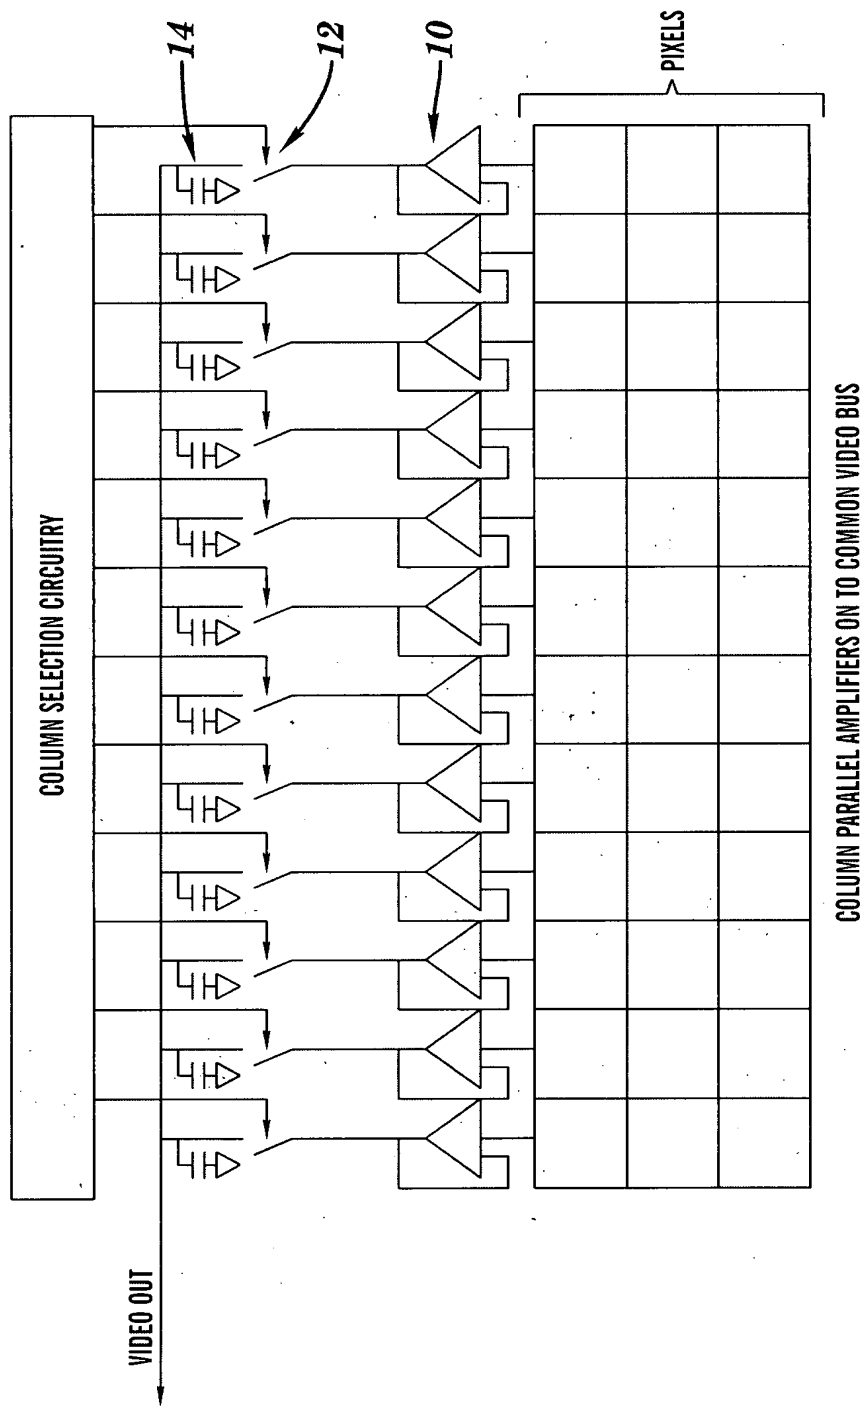 COLUMN SELECTION CIRCUITRY
VIDEO OUT
14
12
10
PIXELS
COLUMN PARALLEL AMPLIFIERS ON TO COMMON VIDEO BUS